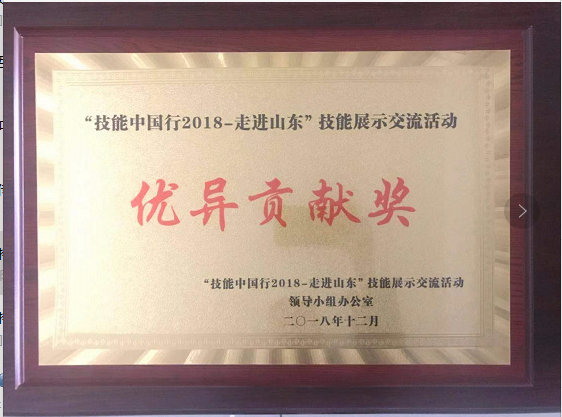 “技能中国行2018-走进山东”技能展示交流活动
优异贡献奖
“技能中国行2018-走进山东”技能展示交流活动
领导小组办公室
二〇一八年十二月